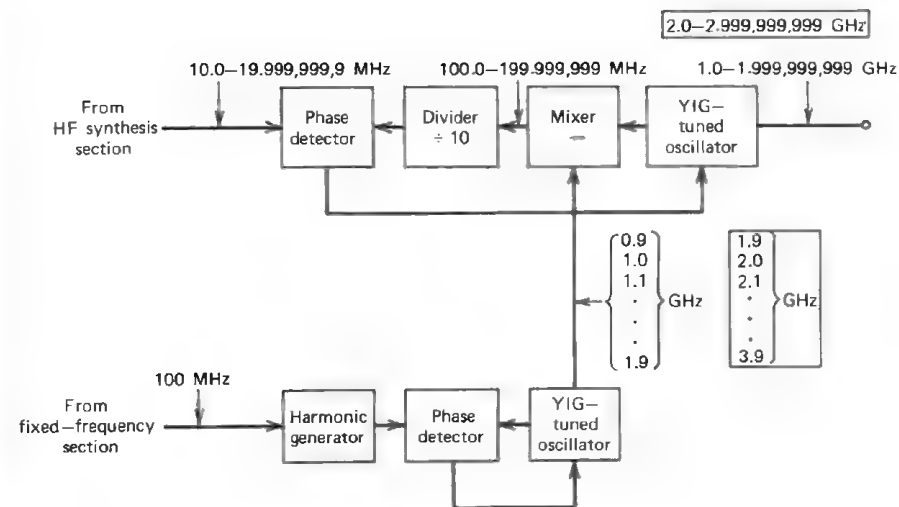 2.0–2.999,999,999 GHz
10.0–19.999,999,9 MHz
100.0–199.999,999 MHz
1.0–1.999,999,999 GHz
From
HF synthesis
section
Phase
detector
Divider
÷ 10
Mixer
–
YIG–
tuned
oscillator
0.9
1.0
1.1
.
.
.
1.9
GHz
1.9
2.0
2.1
.
.
.
3.9
GHz
100 MHz
From
fixed–frequency
section
Harmonic
generator
Phase
detector
YIG–
tuned
oscillator